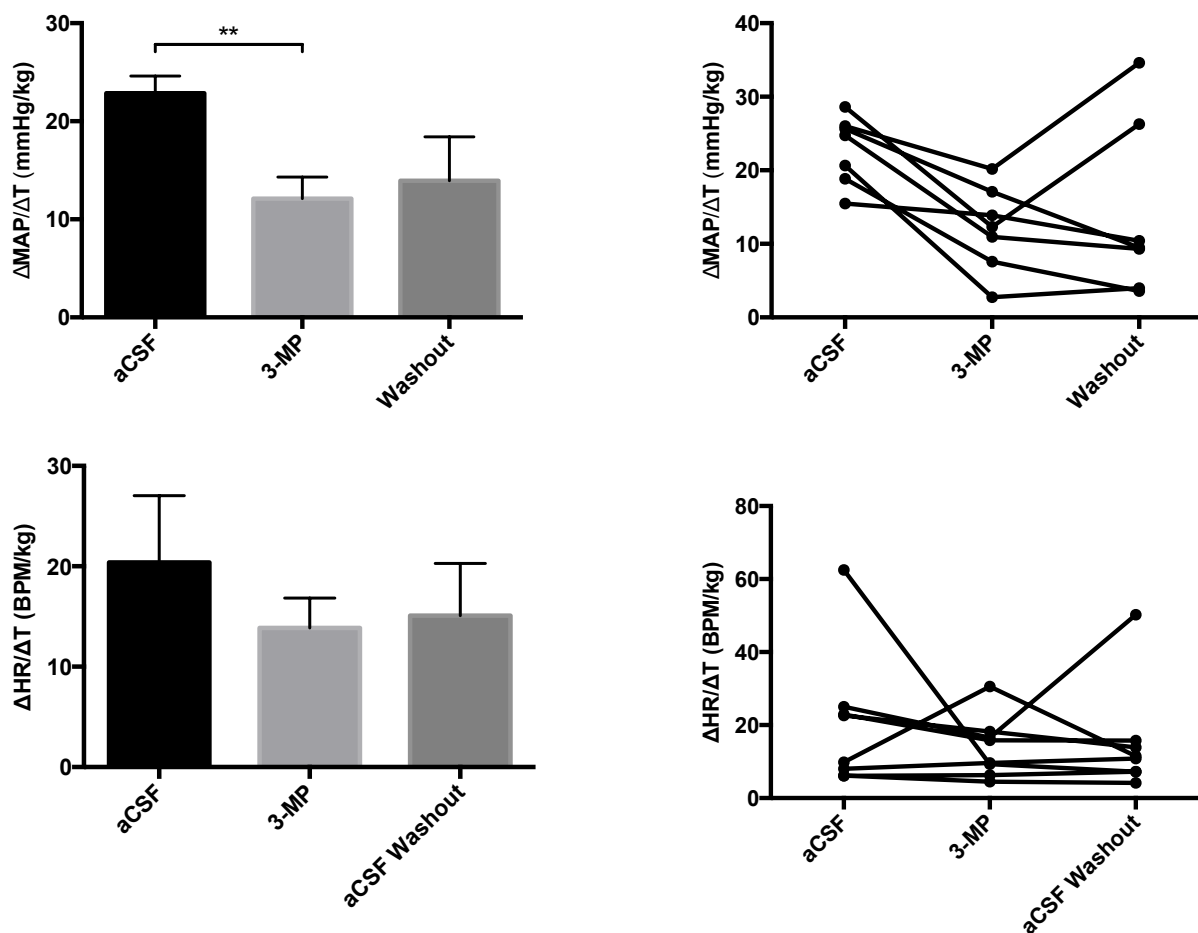 ΔMAP/ΔT (mmHg/kg)
30
20
10
0
**
aCSF
3-MP
Washout
ΔMAP/ΔT (mmHg/kg)
40
30
20
10
0
aCSF
3-MP
Washout
ΔHR/ΔT (BPM/kg)
30
20
10
0
aCSF
3-MP
aCSF Washout
ΔHR/ΔT (BPM/kg)
80
60
40
20
0
aCSF
3-MP
aCSF Washout